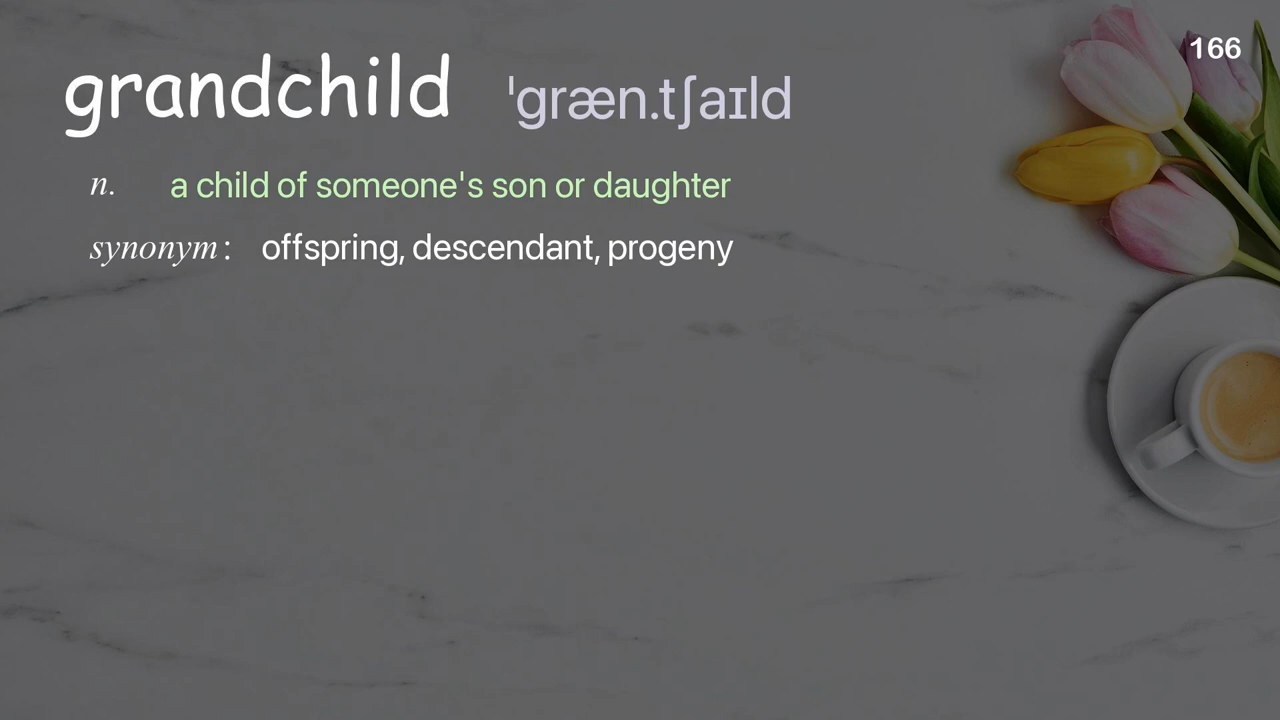 166
grandchild ˈɡræn.tʃaɪld
n. a child of someone's son or daughter
synonym: offspring, descendant, progeny